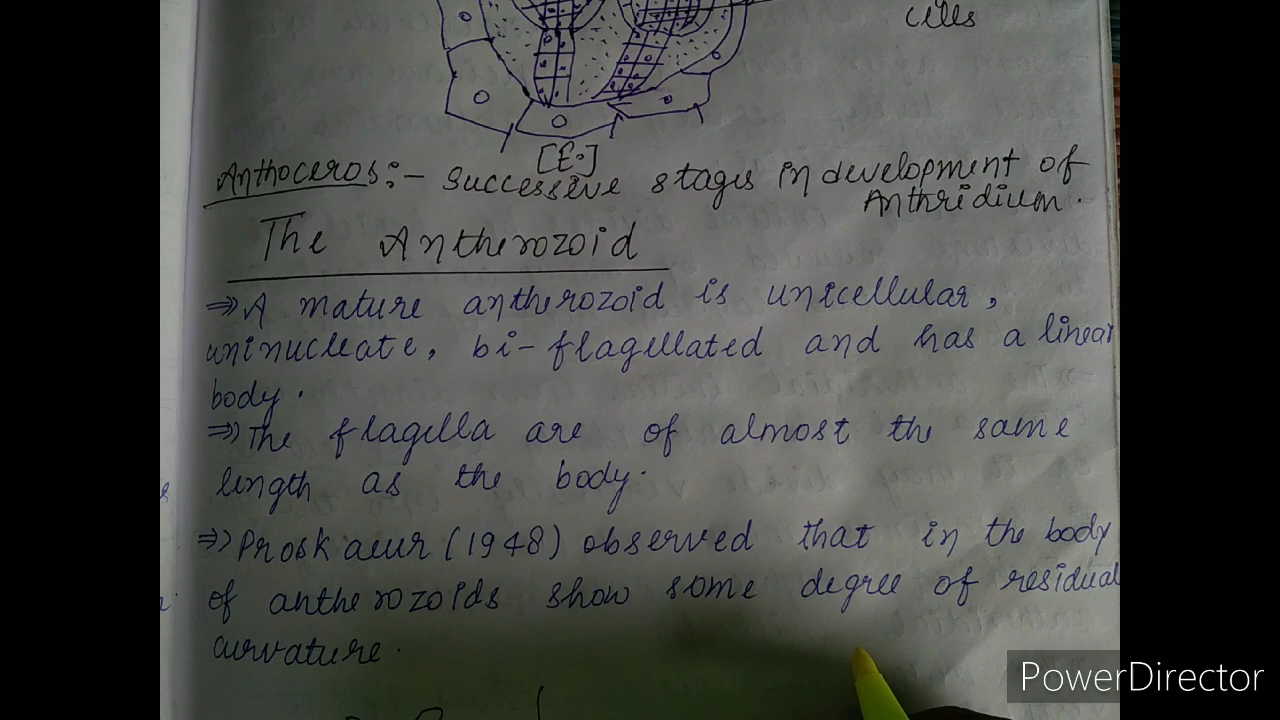 cells
[E.]
Anthoceros:- Successive stages in development of
Anthridium.
The Antherozoid
⇒ A mature antherozoid is unicellular,
uninucleate, bi-flagellated and has a linear
body.
⇒ The flagella are of almost the same
length as the body.
⇒ Proskauur (1948) observed that in the body
of antherozoids show some degree of residual
curvature.
PowerDirector